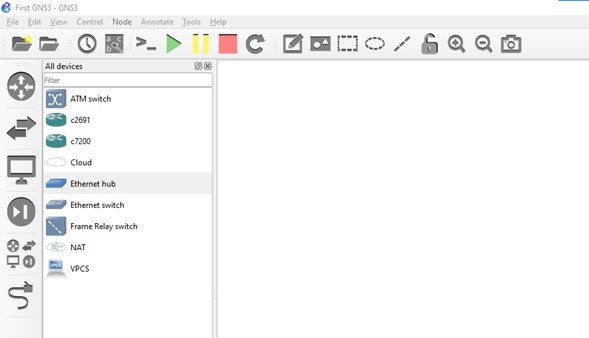 First GNS3 - GNS3
File Edit View Control Node Annotate Tools Help
All devices
Filter
ATM switch
c2691
c7200
Cloud
Ethernet hub
Ethernet switch
Frame Relay switch
NAT
VPCS